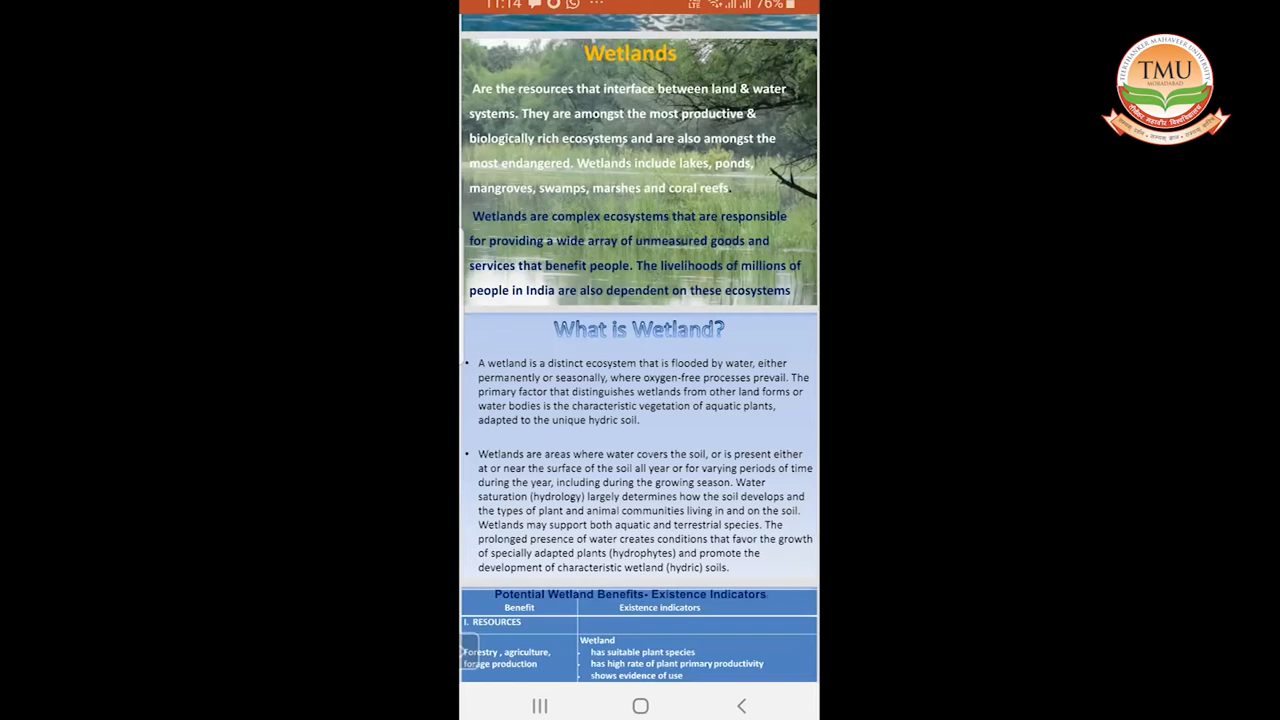 11:14
LTE
76%
Wetlands
Are the resources that interface between land & water
systems. They are amongst the most productive &
biologically rich ecosystems and are also amongst the
most endangered. Wetlands include lakes, ponds,
mangroves, swamps, marshes and coral reefs.
Wetlands are complex ecosystems that are responsible
for providing a wide array of unmeasured goods and
services that benefit people. The livelihoods of millions of
people in India are also dependent on these ecosystems
What is Wetland?
• A wetland is a distinct ecosystem that is flooded by water, either
permanently or seasonally, where oxygen-free processes prevail. The
primary factor that distinguishes wetlands from other land forms or
water bodies is the characteristic vegetation of aquatic plants,
adapted to the unique hydric soil.
• Wetlands are areas where water covers the soil, or is present either
at or near the surface of the soil all year or for varying periods of time
during the year, including during the growing season. Water
saturation (hydrology) largely determines how the soil develops and
the types of plant and animal communities living in and on the soil.
Wetlands may support both aquatic and terrestrial species. The
prolonged presence of water creates conditions that favor the growth
of specially adapted plants (hydrophytes) and promote the
development of characteristic wetland (hydric) soils.
Potential Wetland Benefits- Existence Indicators
Benefit Existence indicators
I. RESOURCES
Wetland
Forestry , agriculture, has suitable plant species
forage production has high rate of plant primary productivity
shows evidence of use
TEERTHANKER MAHAVEER UNIVERSITY
TMU
MORADABAD